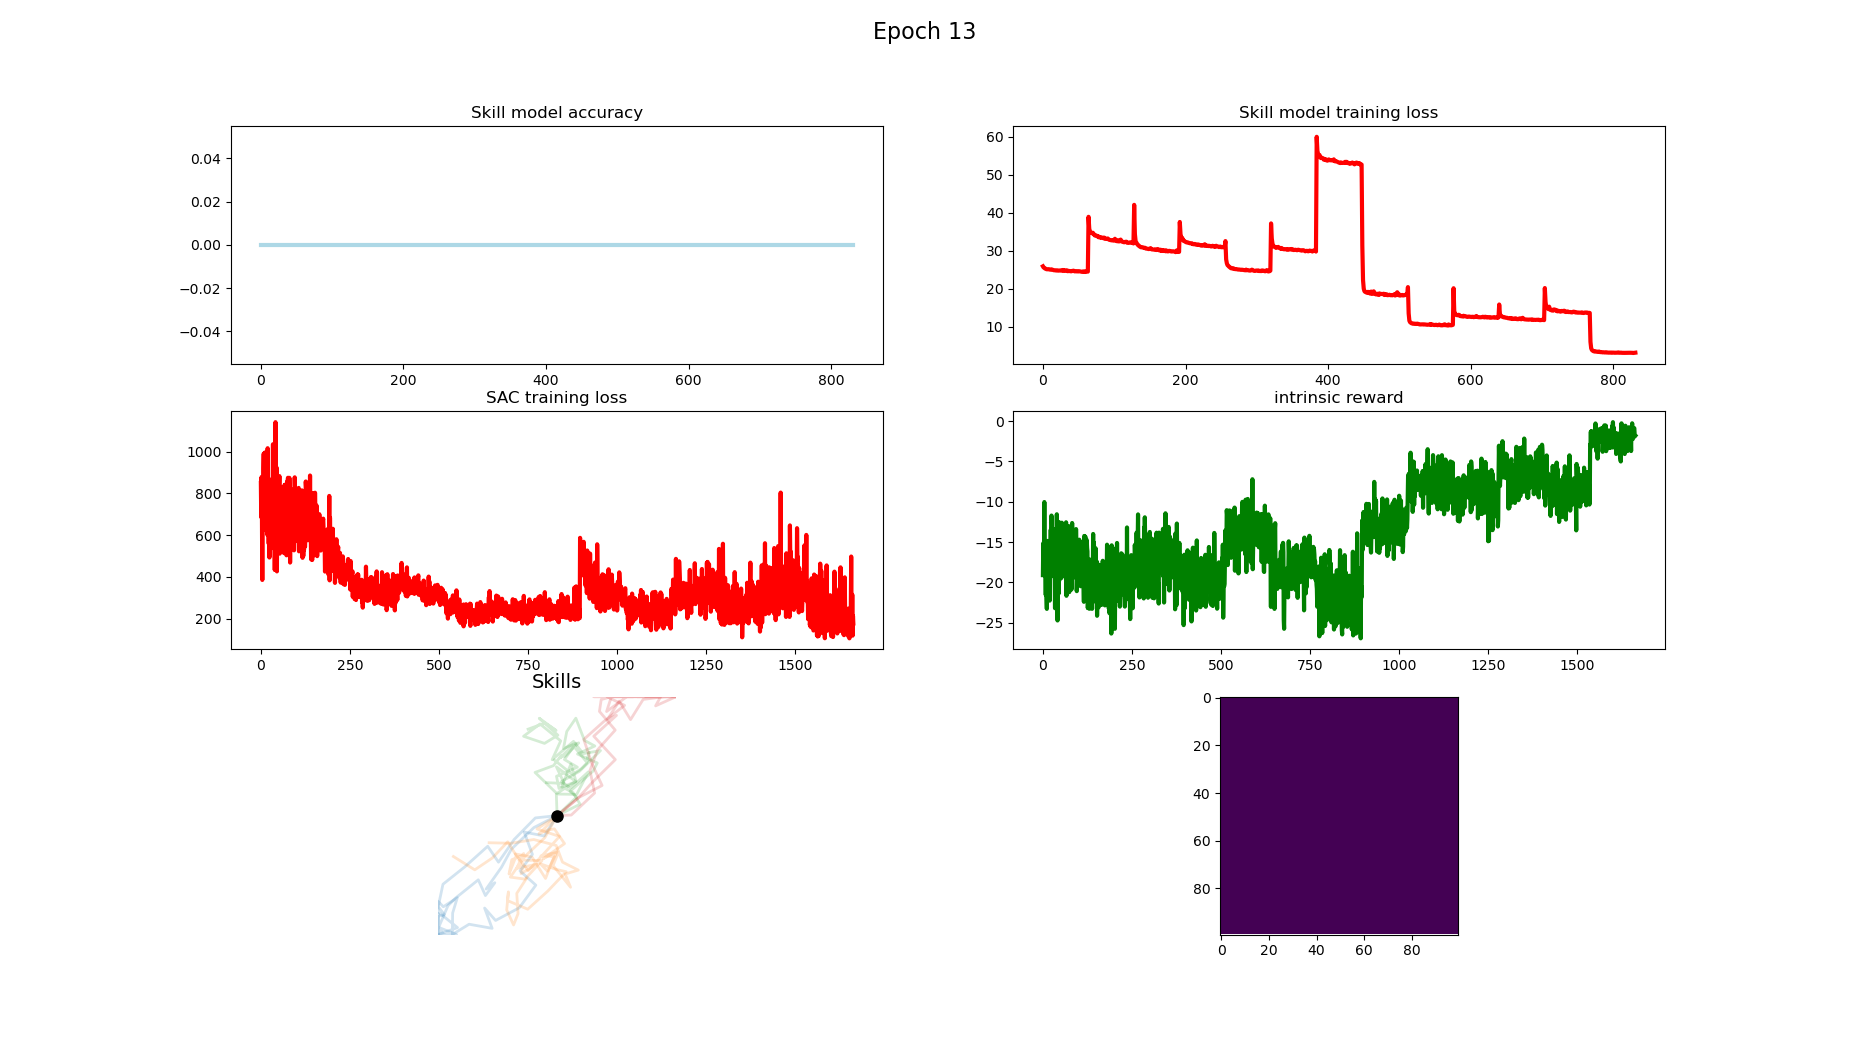 Epoch 13
Skill model accuracy
0.04
0.02
0.00
−0.02
−0.04
0 200 400 600 800
Skill model training loss
60
50
40
30
20
10
0 200 400 600 800
SAC training loss
1000
800
600
400
200
0 250 500 750 1000 1250 1500
intrinsic reward
0
−5
−10
−15
−20
−25
0 250 500 750 1000 1250 1500
Skills
0
20
40
60
80
0 20 40 60 80